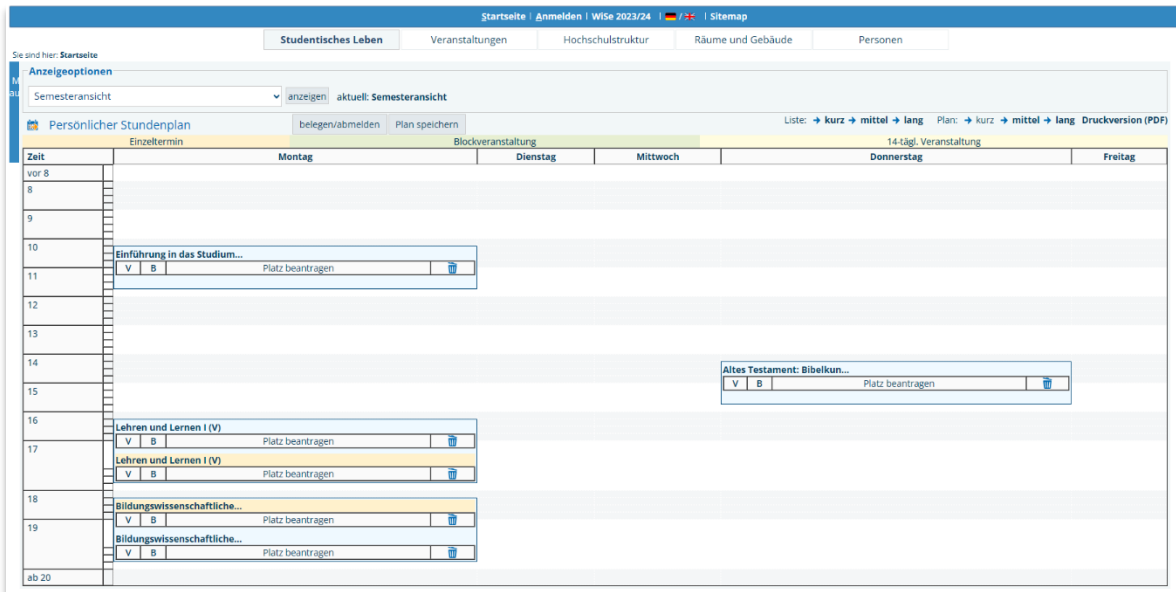 Startseite | Anmelden | WiSe 2023/24 | / | Sitemap
Studentisches Leben Veranstaltungen Hochschulstruktur Räume und Gebäude Personen
Sie sind hier: Startseite
Anzeigeoptionen
Semesteransicht anzeigen aktuell: Semesteransicht
Persönlicher Stundenplan belegen/abmelden Plan speichern Liste: kurz mittel lang Plan: kurz mittel lang Druckversion (PDF)
Einzeltermin Blockveranstaltung 14-tägl. Veranstaltung
Zeit Montag Dienstag Mittwoch Donnerstag Freitag
vor 8
8
9
10
Einführung in das Studium...
V B Platz beantragen
11
12
13
14
Altes Testament: Bibelkun...
V B Platz beantragen
15
16
Lehren und Lernen I (V)
V B Platz beantragen
17
Lehren und Lernen I (V)
V B Platz beantragen
18
Bildungswissenschaftliche...
V B Platz beantragen
19
Bildungswissenschaftliche...
V B Platz beantragen
ab 20